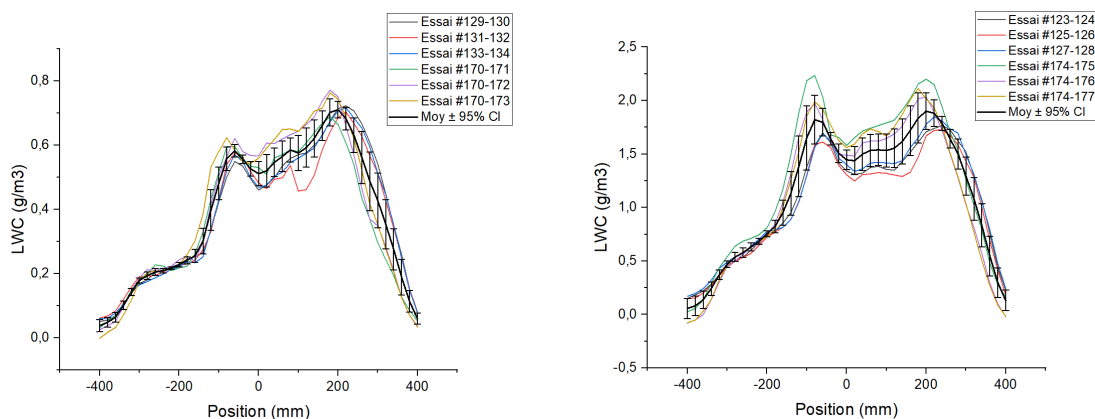 Essai #129-130
Essai #131-132
Essai #133-134
Essai #170-171
Essai #170-172
Essai #170-173
Moy ± 95% CI
0,8
0,6
0,4
0,2
0,0
LWC (g/m3)
-400
-200
0
200
400
Position (mm)
Essai #123-124
Essai #125-126
Essai #127-128
Essai #174-175
Essai #174-176
Essai #174-177
Moy ± 95% CI
2,5
2,0
1,5
1,0
0,5
0,0
-0,5
LWC (g/m3)
-400
-200
0
200
400
Position (mm)